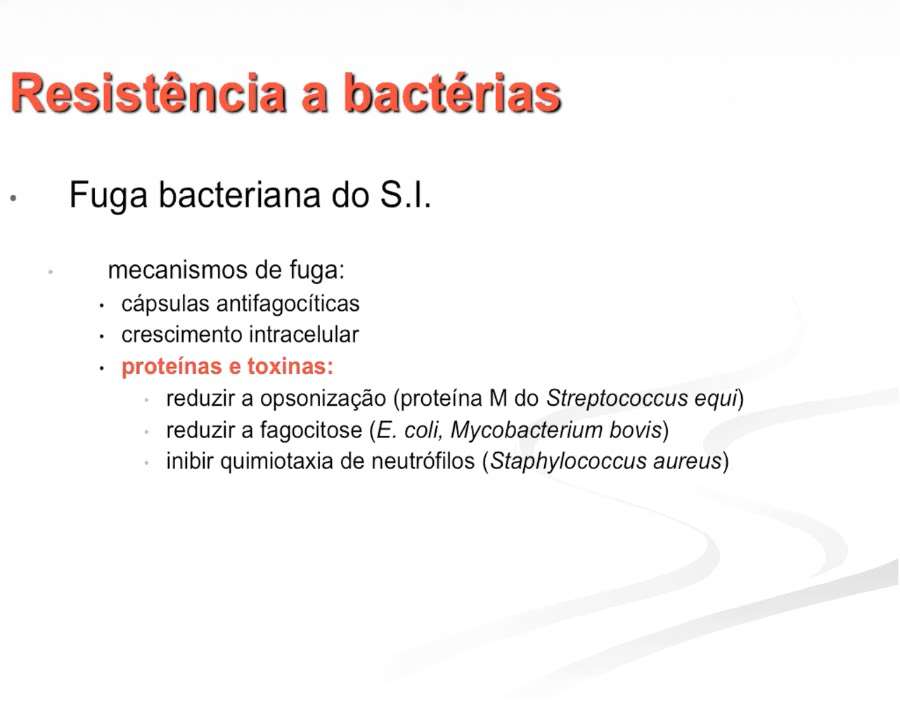 Resistência a bactérias
• Fuga bacteriana do S.I.
• mecanismos de fuga:
• cápsulas antifagocíticas
• crescimento intracelular
• proteínas e toxinas:
• reduzir a opsonização (proteína M do Streptococcus equi)
• reduzir a fagocitose (E. coli, Mycobacterium bovis)
• inibir quimiotaxia de neutrófilos (Staphylococcus aureus)